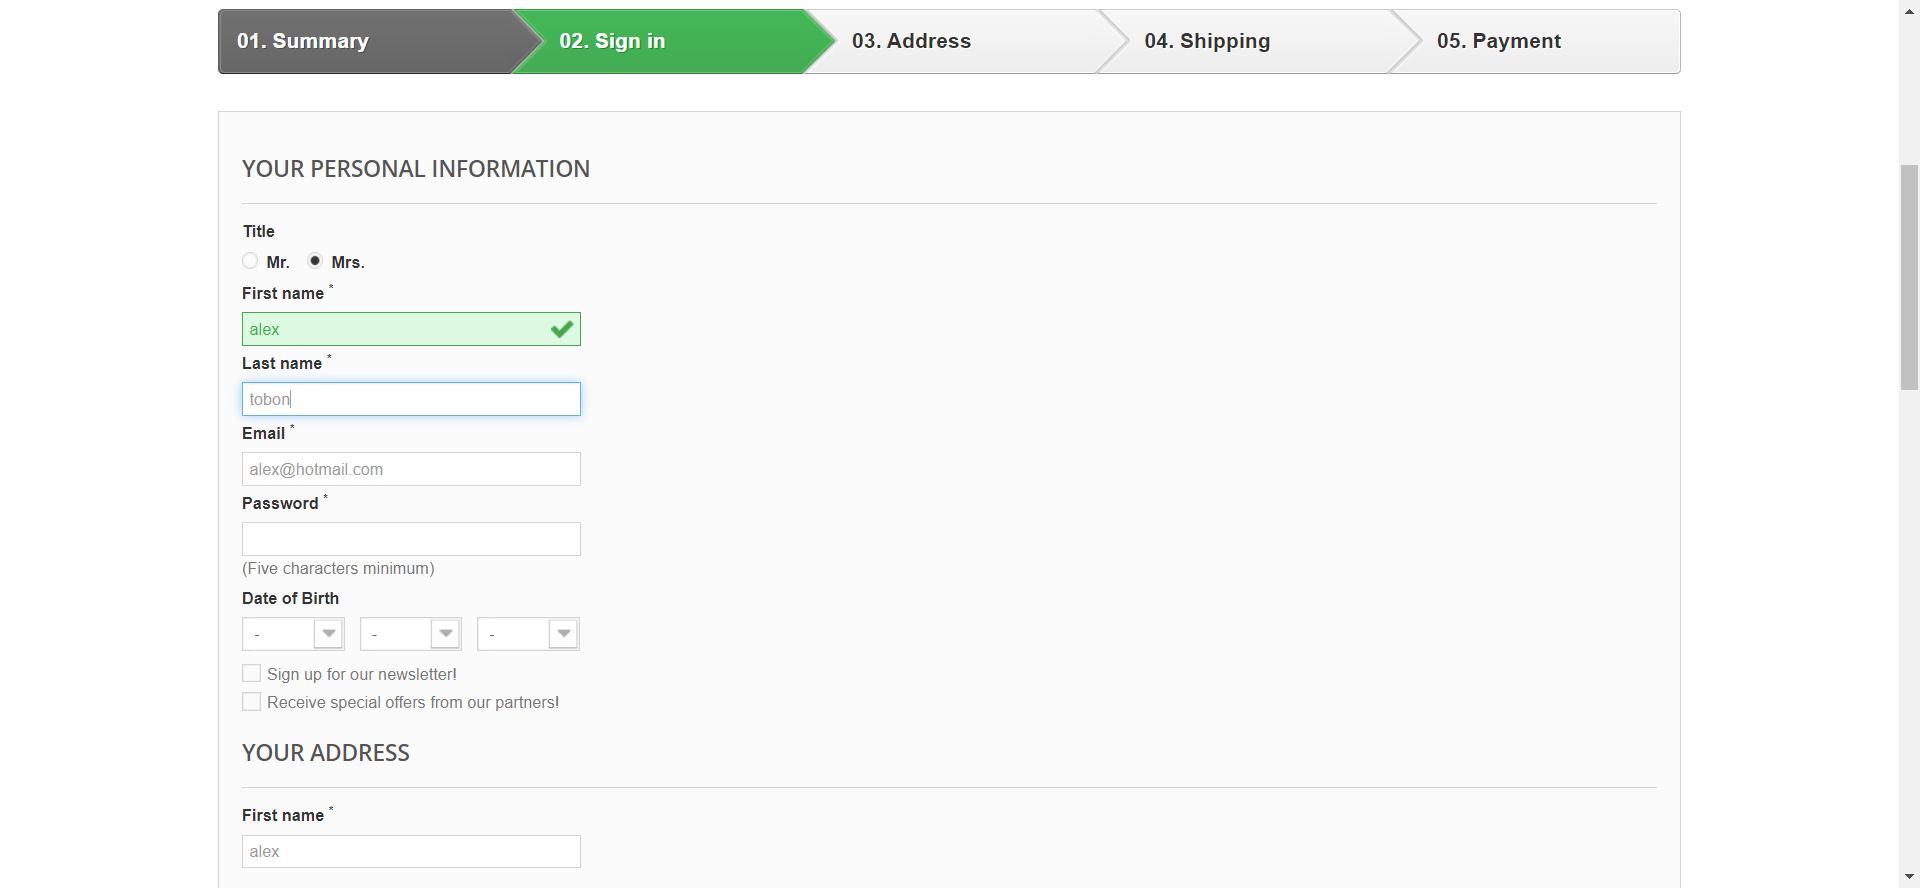 01. Summary 02. Sign in 03. Address 04. Shipping 05. Payment
YOUR PERSONAL INFORMATION
Title
Mr. Mrs.
First name *
alex
Last name *
tobon
Email *
alex@hotmail.com
Password *
(Five characters minimum)
Date of Birth
- - -
Sign up for our newsletter!
Receive special offers from our partners!
YOUR ADDRESS
First name *
alex